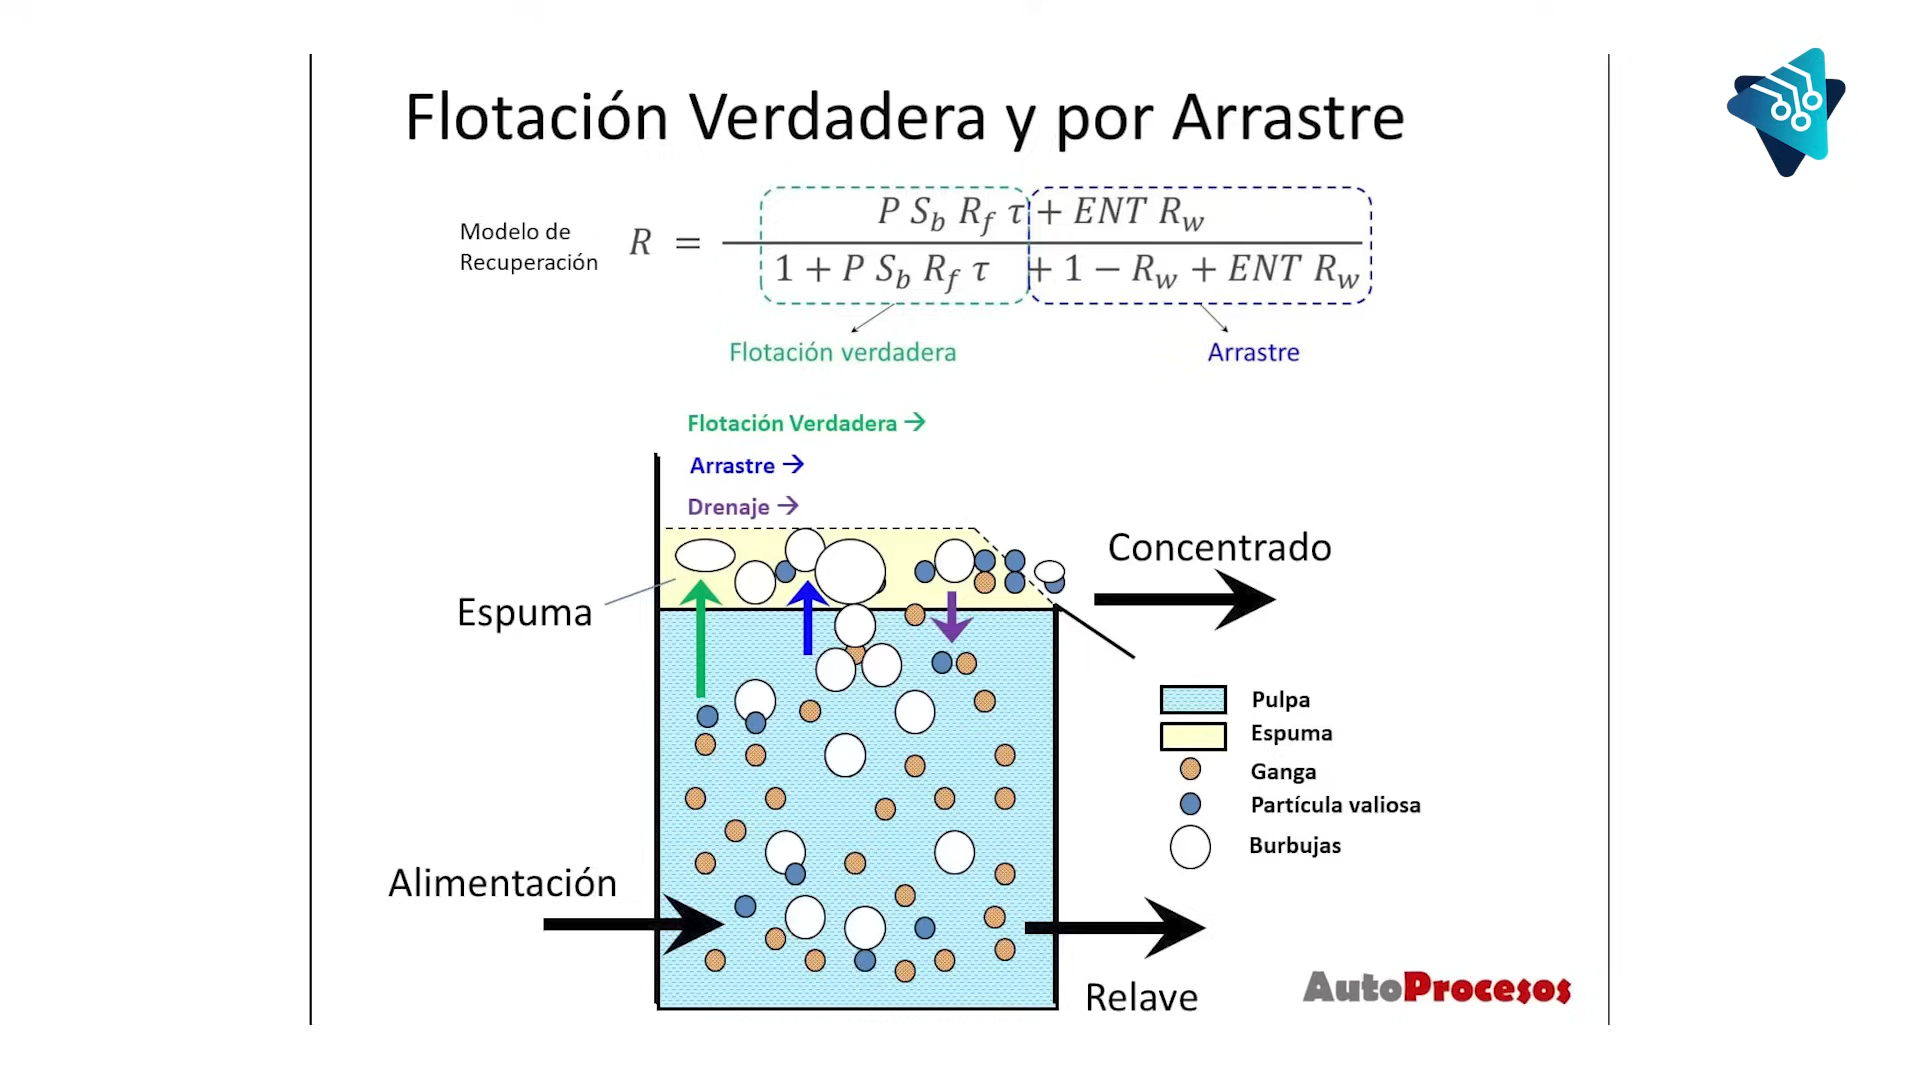 Flotación Verdadera y por Arrastre
Modelo de
Recuperación
R = P S_b R_f τ + ENT R_w
1 + P S_b R_f τ + 1 − R_w + ENT R_w
Flotación verdadera
Arrastre
Flotación Verdadera →
Arrastre →
Drenaje →
Concentrado
Espuma
Pulpa
Espuma
Ganga
Partícula valiosa
Burbujas
Alimentación
Relave
AutoProcesos